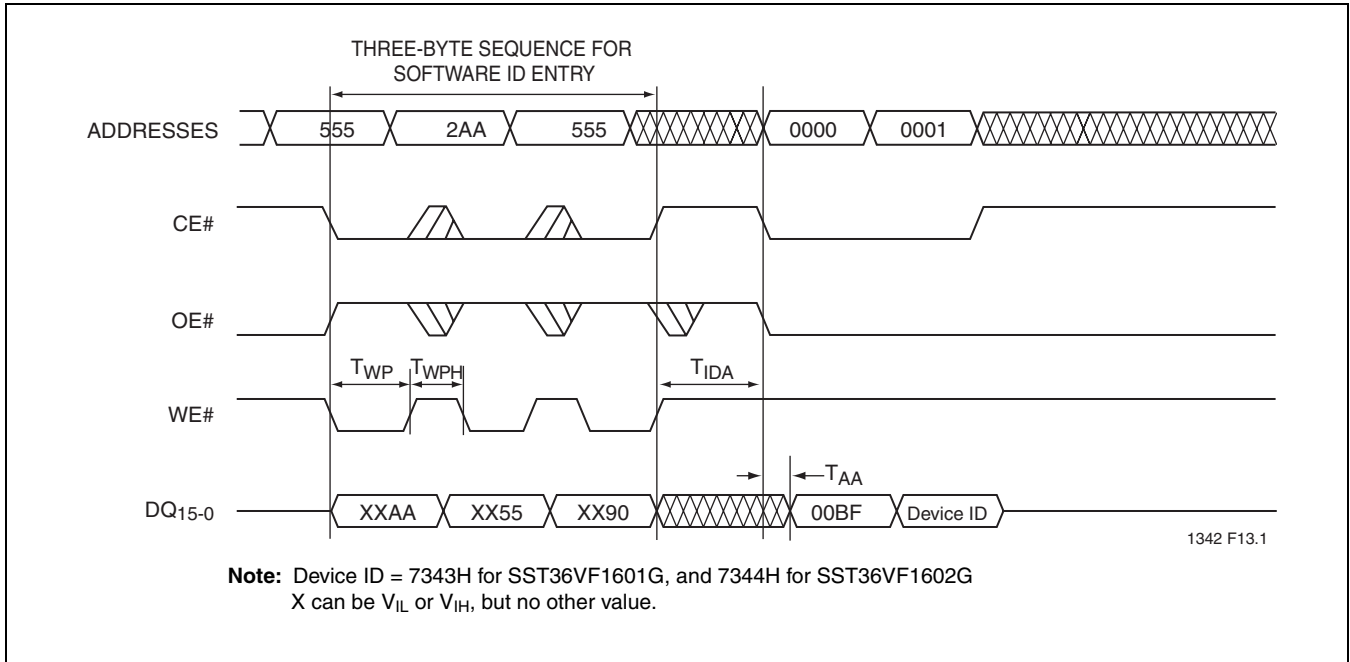 THREE-BYTE SEQUENCE FOR
SOFTWARE ID ENTRY
ADDRESSES 555 2AA 555 0000 0001
CE#
OE#
TWP TWPH TIDA
WE#
TAA
DQ15-0 XXAA XX55 XX90 00BF Device ID
1342 F13.1
Note: Device ID = 7343H for SST36VF1601G, and 7344H for SST36VF1602G
X can be VIL or VIH, but no other value.